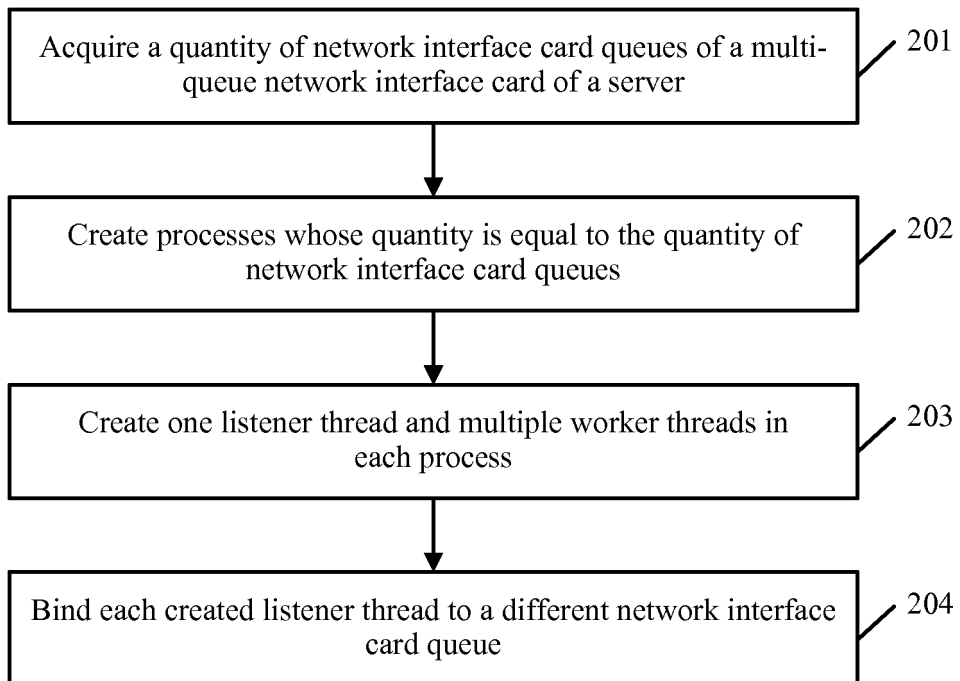 Acquire a quantity of network interface card queues of a multi-
queue network interface card of a server
201
Create processes whose quantity is equal to the quantity of
network interface card queues
202
Create one listener thread and multiple worker threads in
each process
203
Bind each created listener thread to a different network interface
card queue
204